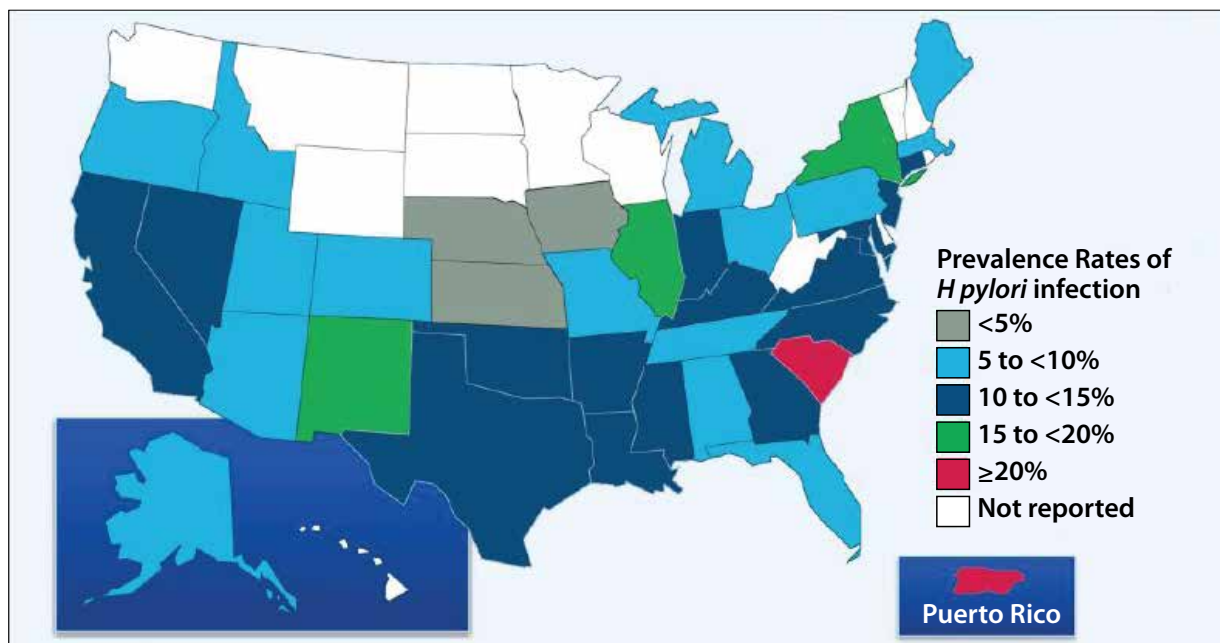 Prevalence Rates of
H pylori infection
<5%
5 to <10%
10 to <15%
15 to <20%
≥20%
Not reported
Puerto Rico